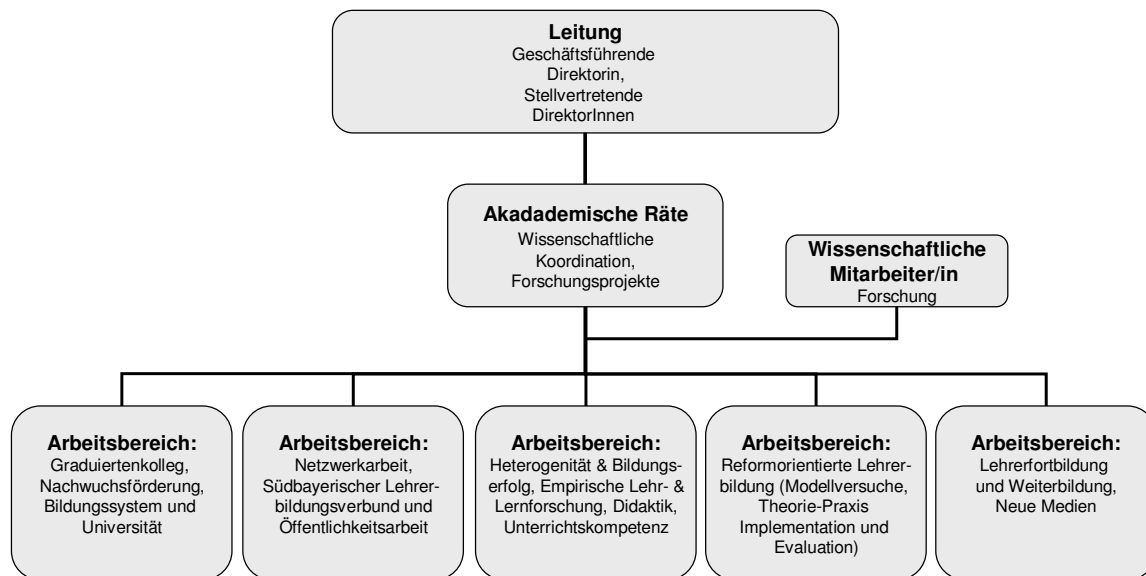 Leitung
Geschäftsführende
Direktorin,
Stellvertretende
DirektorInnen
Akadademische Räte
Wissenschaftliche
Koordination,
Forschungsprojekte
Wissenschaftliche
Mitarbeiter/in
Forschung
Arbeitsbereich:
Graduiertenkolleg,
Nachwuchsförderung,
Bildungssystem und
Universität
Arbeitsbereich:
Netzwerkarbeit,
Südbayerischer Lehrer-
bildungsverbund und
Öffentlichkeitsarbeit
Arbeitsbereich:
Heterogenität & Bildungs-
erfolg, Empirische Lehr- &
Lernforschung, Didaktik,
Unterrichtskompetenz
Arbeitsbereich:
Reformorientierte Lehrer-
bildung (Modellversuche,
Theorie-Praxis
Implementation und
Evaluation)
Arbeitsbereich:
Lehrerfortbildung
und Weiterbildung,
Neue Medien